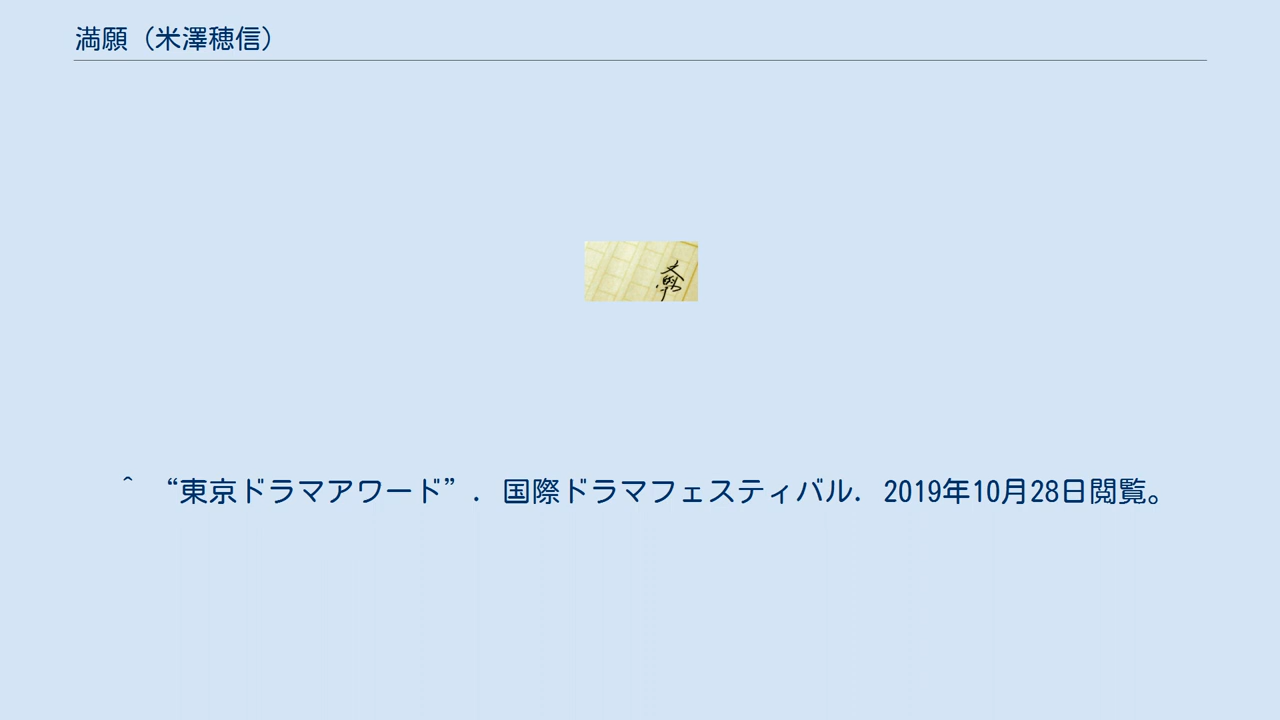 満願（米澤穂信）
^ “東京ドラマアワード”. 国際ドラマフェスティバル. 2019年10月28日閲覧。